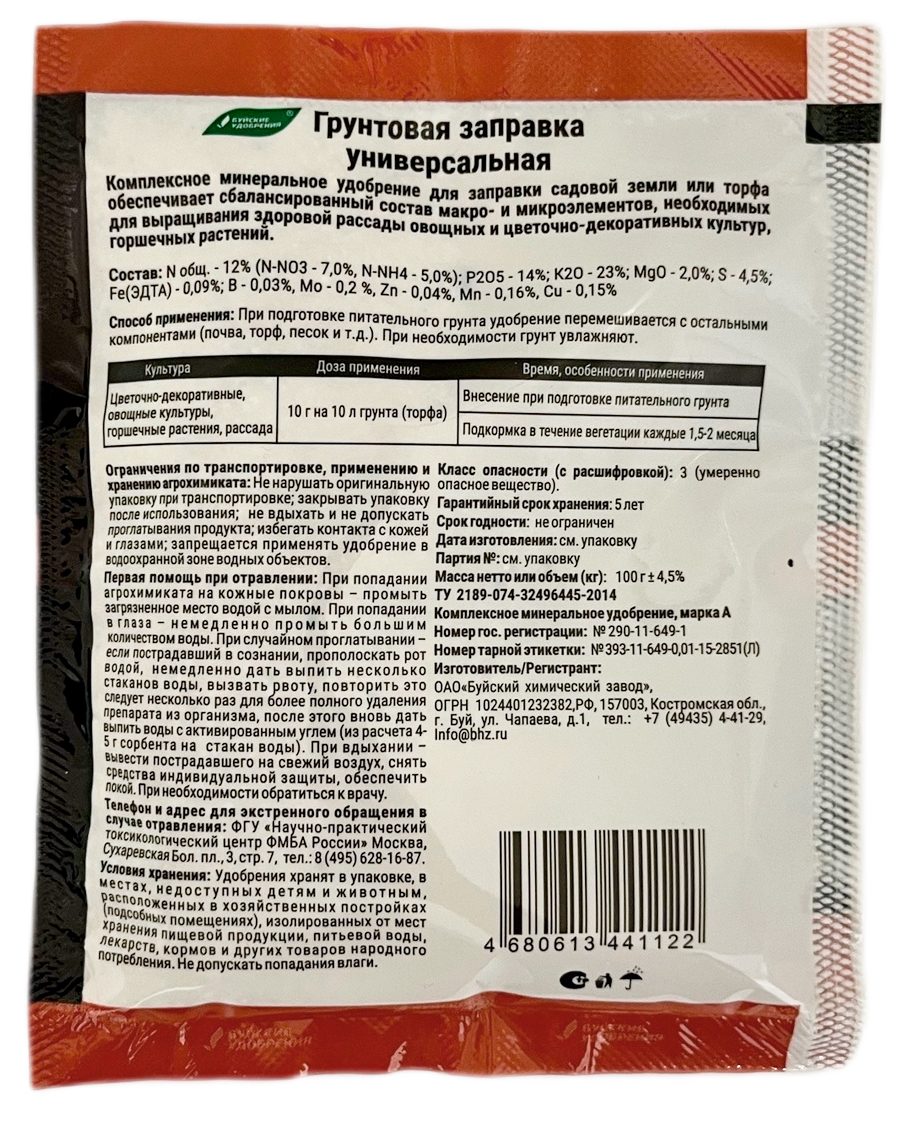 БУЙСКИЕ
УДОБРЕНИЯ
®
Грунтовая заправка
Универсальная
Комплексное минеральное удобрение для заправки садовой земли или торфа
обеспечивает сбалансированный состав макро- и микроэлементов, необходимых
для выращивания здоровой рассады овощных и цветочно-декоративных культур,
горшечных растений.
Состав: N общ. - 12% (N-NO3 - 7,0%, N-NH4 - 5,0%); P2O5 - 14%; K2O - 23%; MgO - 2,0%; S - 4,5%;
Fe(ЭДТА) - 0,09%; B - 0,03%, Mo - 0,2 %, Zn - 0,04%, Mn - 0,16%, Cu - 0,15%
Способ применения: При подготовке питательного грунта удобрение перемешивается с остальными
компонентами (почва, торф, песок и т.д.). При необходимости грунт увлажняют.
Культура Доза применения Время, особенности применения
Цветочно-декоративные,
овощные культуры,
горшечные растения, рассада
10 г на 10 л грунта (торфа)
Внесение при подготовке питательного грунта
Подкормка в течение вегетации каждые 1,5-2 месяца
Ограничения по транспортировке, применению и
хранению агрохимиката: Не нарушать оригинальную
упаковку при транспортировке; закрывать упаковку
после использования; не вдыхать и не допускать
проглатывания продукта; избегать контакта с кожей
и глазами; запрещается применять удобрение в
водоохранной зоне водных объектов.
Первая помощь при отравлении: При попадании
агрохимиката на кожные покровы – промыть
загрязненное место водой с мылом. При попадании
в глаза – немедленно промыть большим
количеством воды. При случайном проглатывании –
если пострадавший в сознании, прополоскать рот
водой, немедленно дать выпить несколько
стаканов воды, вызвать рвоту, повторить это
следует несколько раз для более полного удаления
препарата из организма, после этого вновь дать
выпить воды с активированным углем (из расчета 4-
5 г сорбента на стакан воды). При вдыхании –
вывести пострадавшего на свежий воздух, снять
средства индивидуальной защиты, обеспечить
покой. При необходимости обратиться к врачу.
Телефон и адрес для экстренного обращения в
случае отравления: ФГУ «Научно-практический
токсикологический центр ФМБА России» Москва,
Сухаревская Бол. пл., 3, стр. 7, тел.: 8 (495) 628-16-87.
Условия хранения: Удобрения хранят в упаковке, в
местах, недоступных детям и животным,
расположенных в хозяйственных постройках
(подсобных помещениях), изолированных от мест
хранения пищевой продукции, питьевой воды,
лекарств, кормов и других товаров народного
потребления. Не допускать попадания влаги.
Класс опасности (с расшифровкой): 3 (умеренно
опасное вещество).
Гарантийный срок хранения: 5 лет
Срок годности: не ограничен
Дата изготовления: см. упаковку
Партия №: см. упаковку
Масса нетто или объем (кг): 100 г ± 4,5%
ТУ 2189-074-32496445-2014
Комплексное минеральное удобрение, марка А
Номер гос. регистрации: № 290-11-649-1
Номер тарной этикетки: № 393-11-649-0,01-15-2851(Л)
Изготовитель/Регистрант:
ОАО«Буйский химический завод»,
ОГРН 1024401232382,РФ, 157003, Костромская обл.,
г. Буй, ул. Чапаева, д.1, тел.: +7 (49435) 4-41-29,
Info@bhz.ru
4 680613 441122
БУЙСКИЕ
УДОБРЕНИЯ
БУЙСКИЕ
УДОБРЕНИЯ